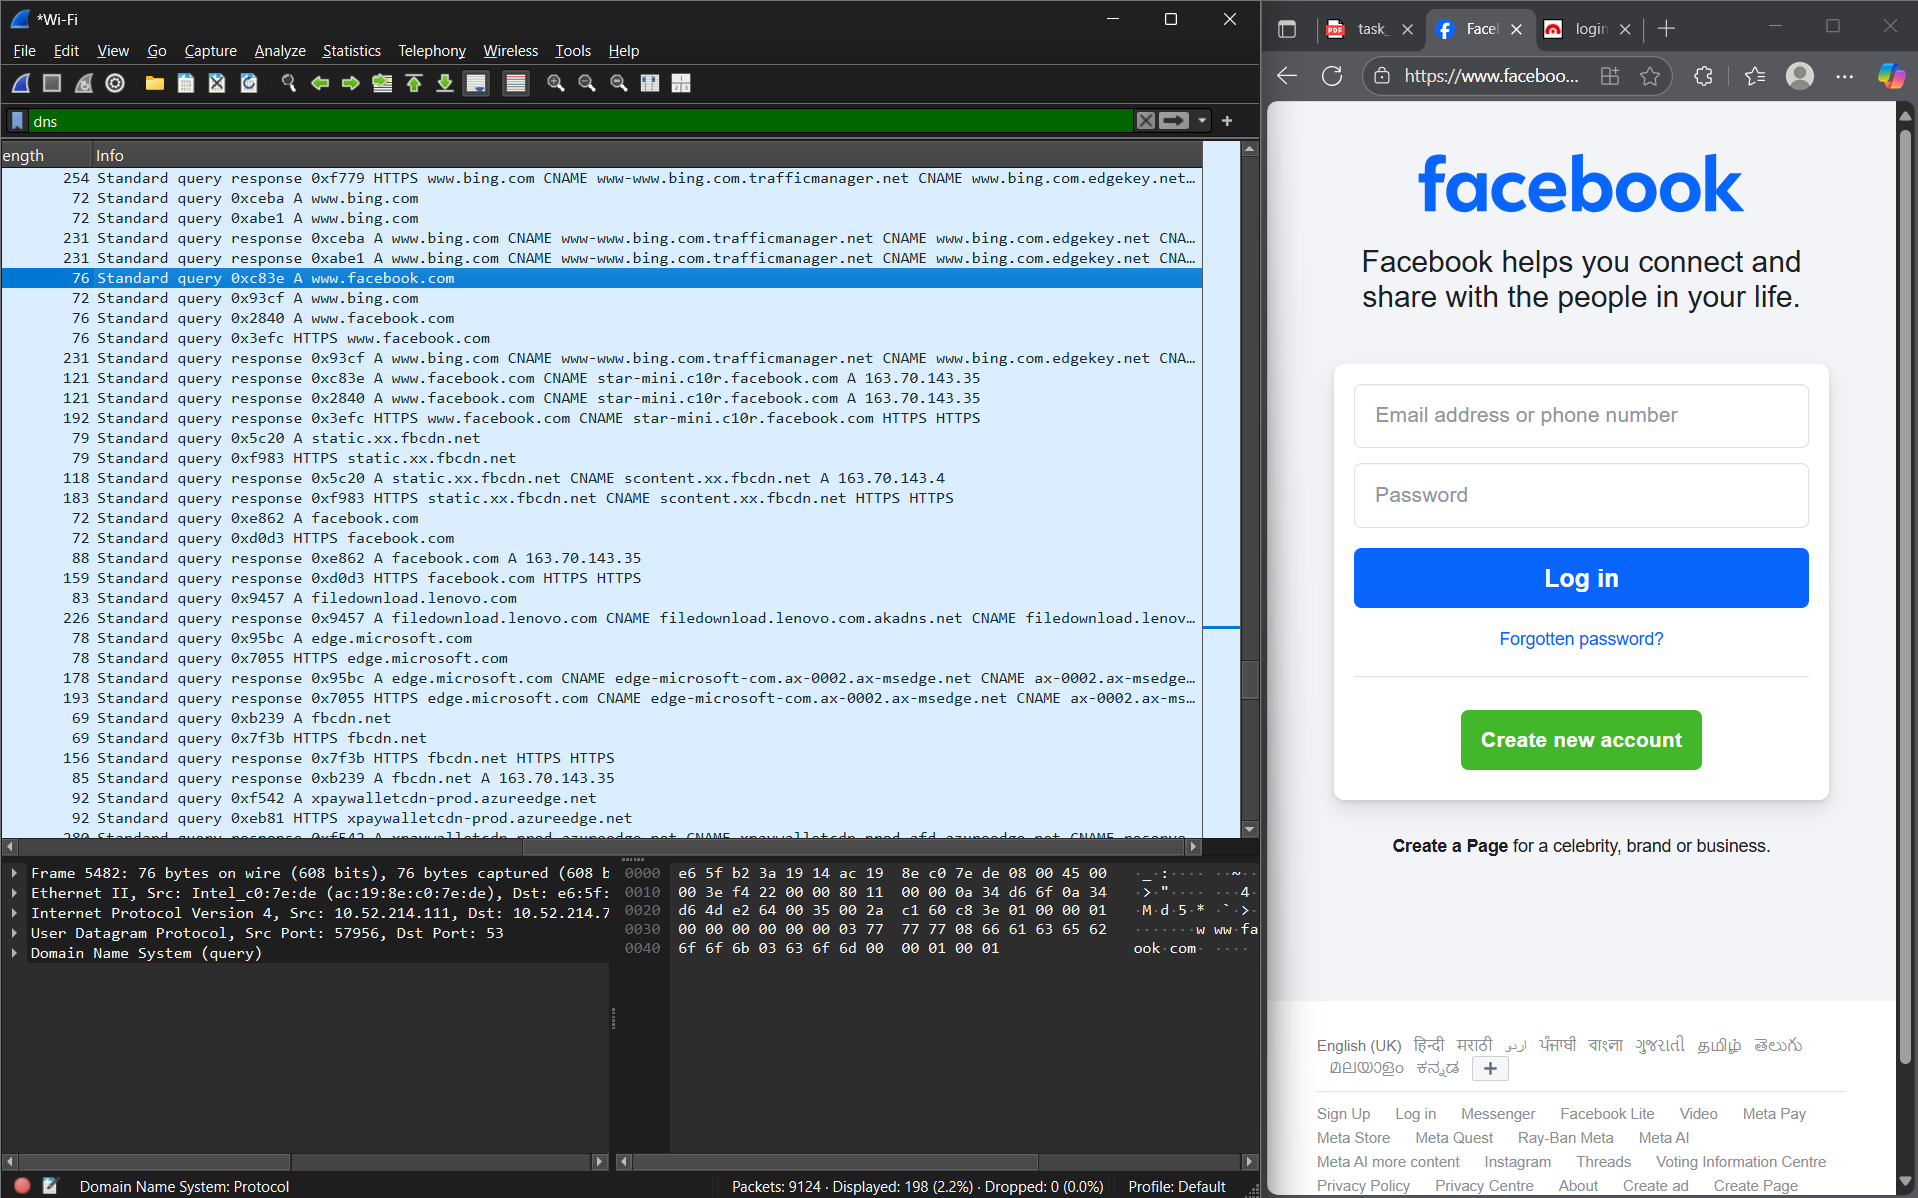 *Wi-Fi
File Edit View Go Capture Analyze Statistics Telephony Wireless Tools Help
dns
ength Info
254 Standard query response 0xf779 HTTPS www.bing.com CNAME www-www.bing.com.trafficmanager.net CNAME www.bing.com.edgekey.net…
72 Standard query 0xceba A www.bing.com
72 Standard query 0xabe1 A www.bing.com
231 Standard query response 0xceba A www.bing.com CNAME www-www.bing.com.trafficmanager.net CNAME www.bing.com.edgekey.net CNA…
231 Standard query response 0xabe1 A www.bing.com CNAME www-www.bing.com.trafficmanager.net CNAME www.bing.com.edgekey.net CNA…
76 Standard query 0xc83e A www.facebook.com
72 Standard query 0x93cf A www.bing.com
76 Standard query 0x2840 A www.facebook.com
76 Standard query 0x3efc HTTPS www.facebook.com
231 Standard query response 0x93cf A www.bing.com CNAME www-www.bing.com.trafficmanager.net CNAME www.bing.com.edgekey.net CNA…
121 Standard query response 0xc83e A www.facebook.com CNAME star-mini.c10r.facebook.com A 163.70.143.35
121 Standard query response 0x2840 A www.facebook.com CNAME star-mini.c10r.facebook.com A 163.70.143.35
192 Standard query response 0x3efc HTTPS www.facebook.com CNAME star-mini.c10r.facebook.com HTTPS HTTPS
79 Standard query 0x5c20 A static.xx.fbcdn.net
79 Standard query 0xf983 HTTPS static.xx.fbcdn.net
118 Standard query response 0x5c20 A static.xx.fbcdn.net CNAME scontent.xx.fbcdn.net A 163.70.143.4
183 Standard query response 0xf983 HTTPS static.xx.fbcdn.net CNAME scontent.xx.fbcdn.net HTTPS HTTPS
72 Standard query 0xe862 A facebook.com
72 Standard query 0xd0d3 HTTPS facebook.com
88 Standard query response 0xe862 A facebook.com A 163.70.143.35
159 Standard query response 0xd0d3 HTTPS facebook.com HTTPS HTTPS
83 Standard query 0x9457 A filedownload.lenovo.com
226 Standard query response 0x9457 A filedownload.lenovo.com CNAME filedownload.lenovo.com.akadns.net CNAME filedownload.lenov…
78 Standard query 0x95bc A edge.microsoft.com
78 Standard query 0x7055 HTTPS edge.microsoft.com
178 Standard query response 0x95bc A edge.microsoft.com CNAME edge-microsoft-com.ax-0002.ax-msedge.net CNAME ax-0002.ax-msedge…
193 Standard query response 0x7055 HTTPS edge.microsoft.com CNAME edge-microsoft-com.ax-0002.ax-msedge.net CNAME ax-0002.ax-ms…
69 Standard query 0xb239 A fbcdn.net
69 Standard query 0x7f3b HTTPS fbcdn.net
156 Standard query response 0x7f3b HTTPS fbcdn.net HTTPS HTTPS
85 Standard query response 0xb239 A fbcdn.net A 163.70.143.35
92 Standard query 0xf542 A xpaywalletcdn-prod.azureedge.net
92 Standard query 0xeb81 HTTPS xpaywalletcdn-prod.azureedge.net
Frame 5482: 76 bytes on wire (608 bits), 76 bytes captured (608 b
Ethernet II, Src: Intel_c0:7e:de (ac:19:8e:c0:7e:de), Dst: e6:5f:
Internet Protocol Version 4, Src: 10.52.214.111, Dst: 10.52.214.7
User Datagram Protocol, Src Port: 57956, Dst Port: 53
Domain Name System (query)
0000 e6 5f b2 3a 19 14 ac 19 8e c0 7e de 08 00 45 00 ·_·:···· ··~···E·
0010 00 3e f4 22 00 00 80 11 00 00 0a 34 d6 6f 0a 34 ·>·"···· ···4·o·4
0020 d6 4d e2 64 00 35 00 2a c1 60 c8 3e 01 00 00 01 ·M·d·5·* ·`·>····
0030 00 00 00 00 00 00 03 77 77 77 08 66 61 63 65 62 ·······w ww·fa
0040 6f 6f 6b 03 63 6f 6d 00 00 01 00 01 ook·com· ····
Domain Name System: Protocol Packets: 9124 · Displayed: 198 (2.2%) · Dropped: 0 (0.0%) Profile: Default
PDF task_ Facel login
https://www.faceboo...
facebook
Facebook helps you connect and
share with the people in your life.
Email address or phone number
Password
Log in
Forgotten password?
Create new account
Create a Page for a celebrity, brand or business.
English (UK) हिन्दी मराठी اردو ਪੰਜਾਬੀ বাংলা ગુજરાતી தமிழ் తెలుగు
മലയാളം ಕನ್ನಡ +
Sign Up Log in Messenger Facebook Lite Video Meta Pay
Meta Store Meta Quest Ray-Ban Meta Meta AI
Meta AI more content Instagram Threads Voting Information Centre
Privacy Policy Privacy Centre About Create ad Create Page